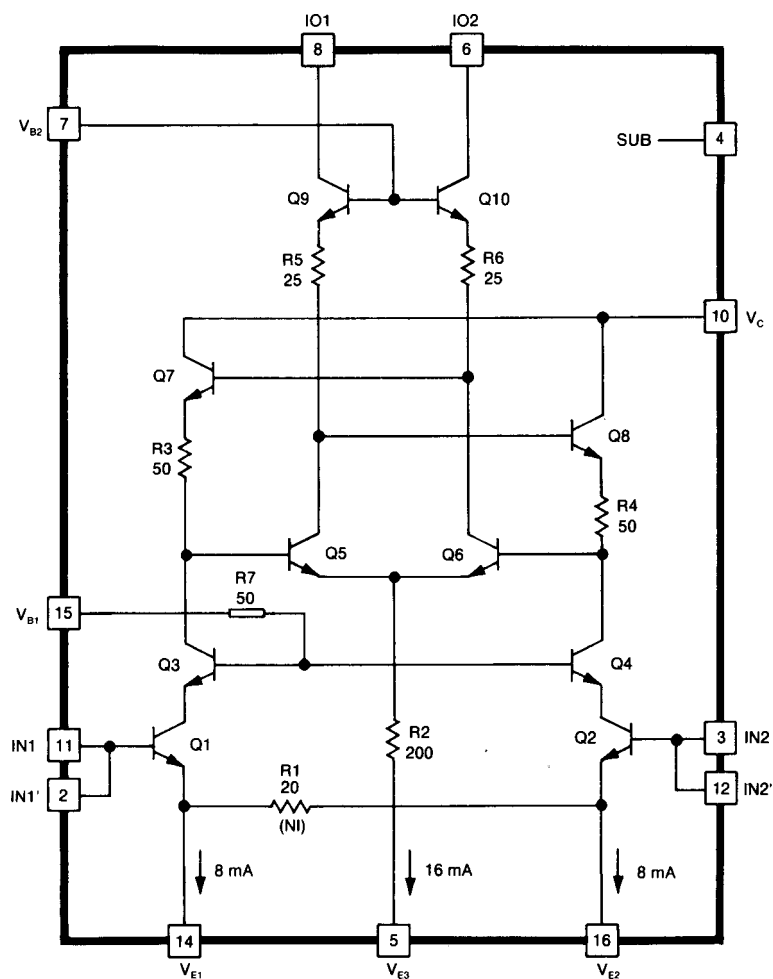 IO1 IO2
8 6
V_B2 7
SUB 4
Q9 Q10
R5 25
R6 25
10 V_C
Q7
Q8
R3 50
R4 50
Q5 Q6
R7 50
V_B1 15
Q3 Q4
IN1 11
Q1 Q2
3 IN2
R2 200
R1 20 (NI)
IN1' 2
12 IN2'
8 mA 16 mA 8 mA
14 5 16
V_E1 V_E3 V_E2